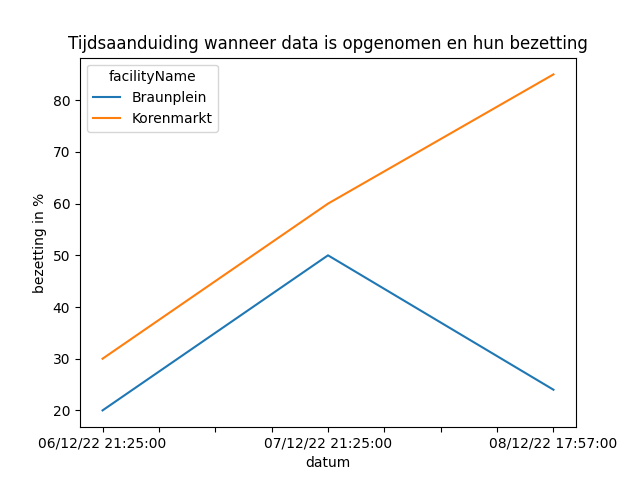 Tijdsaanduiding wanneer data is opgenomen en hun bezetting
facilityName
Braunplein
Korenmarkt
80
70
60
50
40
30
20
bezetting in %
06/12/22 21:25:00
07/12/22 21:25:00
08/12/22 17:57:00
datum